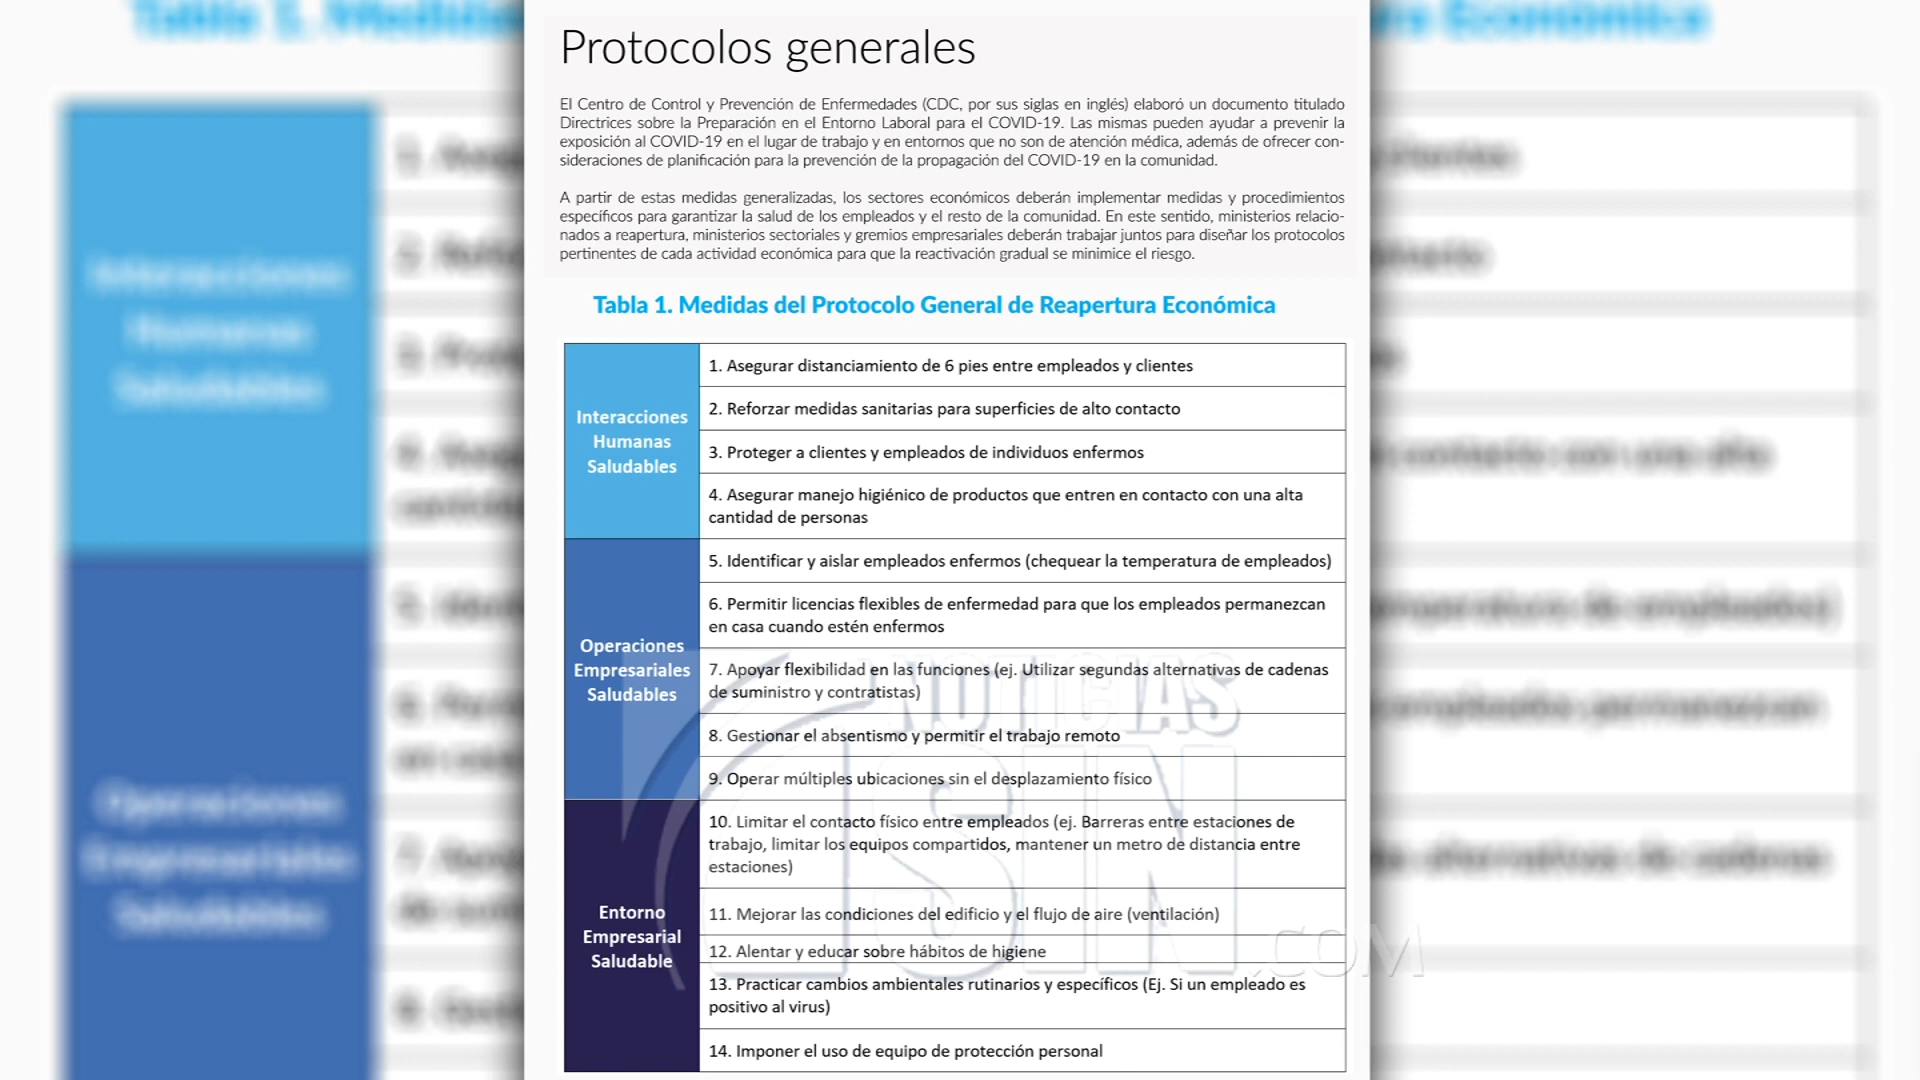 Protocolos generales
El Centro de Control y Prevención de Enfermedades (CDC, por sus siglas en inglés) elaboró un documento titulado
Directrices sobre la Preparación en el Entorno Laboral para el COVID-19. Las mismas pueden ayudar a prevenir la
exposición al COVID-19 en el lugar de trabajo y en entornos que no son de atención médica, además de ofrecer con-
sideraciones de planificación para la prevención de la propagación del COVID-19 en la comunidad.
A partir de estas medidas generalizadas, los sectores económicos deberán implementar medidas y procedimientos
específicos para garantizar la salud de los empleados y el resto de la comunidad. En este sentido, ministerios relacio-
nados a reapertura, ministerios sectoriales y gremios empresariales deberán trabajar juntos para diseñar los protocolos
pertinentes de cada actividad económica para que la reactivación gradual se minimice el riesgo.
Tabla 1. Medidas del Protocolo General de Reapertura Económica
Interacciones
Humanas
Saludables
1. Asegurar distanciamiento de 6 pies entre empleados y clientes
2. Reforzar medidas sanitarias para superficies de alto contacto
3. Proteger a clientes y empleados de individuos enfermos
4. Asegurar manejo higiénico de productos que entren en contacto con una alta
cantidad de personas
Operaciones
Empresariales
Saludables
5. Identificar y aislar empleados enfermos (chequear la temperatura de empleados)
6. Permitir licencias flexibles de enfermedad para que los empleados permanezcan
en casa cuando estén enfermos
7. Apoyar flexibilidad en las funciones (ej. Utilizar segundas alternativas de cadenas
de suministro y contratistas)
8. Gestionar el absentismo y permitir el trabajo remoto
9. Operar múltiples ubicaciones sin el desplazamiento físico
Entorno
Empresarial
Saludable
10. Limitar el contacto físico entre empleados (ej. Barreras entre estaciones de
trabajo, limitar los equipos compartidos, mantener un metro de distancia entre
estaciones)
11. Mejorar las condiciones del edificio y el flujo de aire (ventilación)
12. Alentar y educar sobre hábitos de higiene
13. Practicar cambios ambientales rutinarios y específicos (Ej. Si un empleado es
positivo al virus)
14. Imponer el uso de equipo de protección personal
NOTICIAS
SIN
.COM